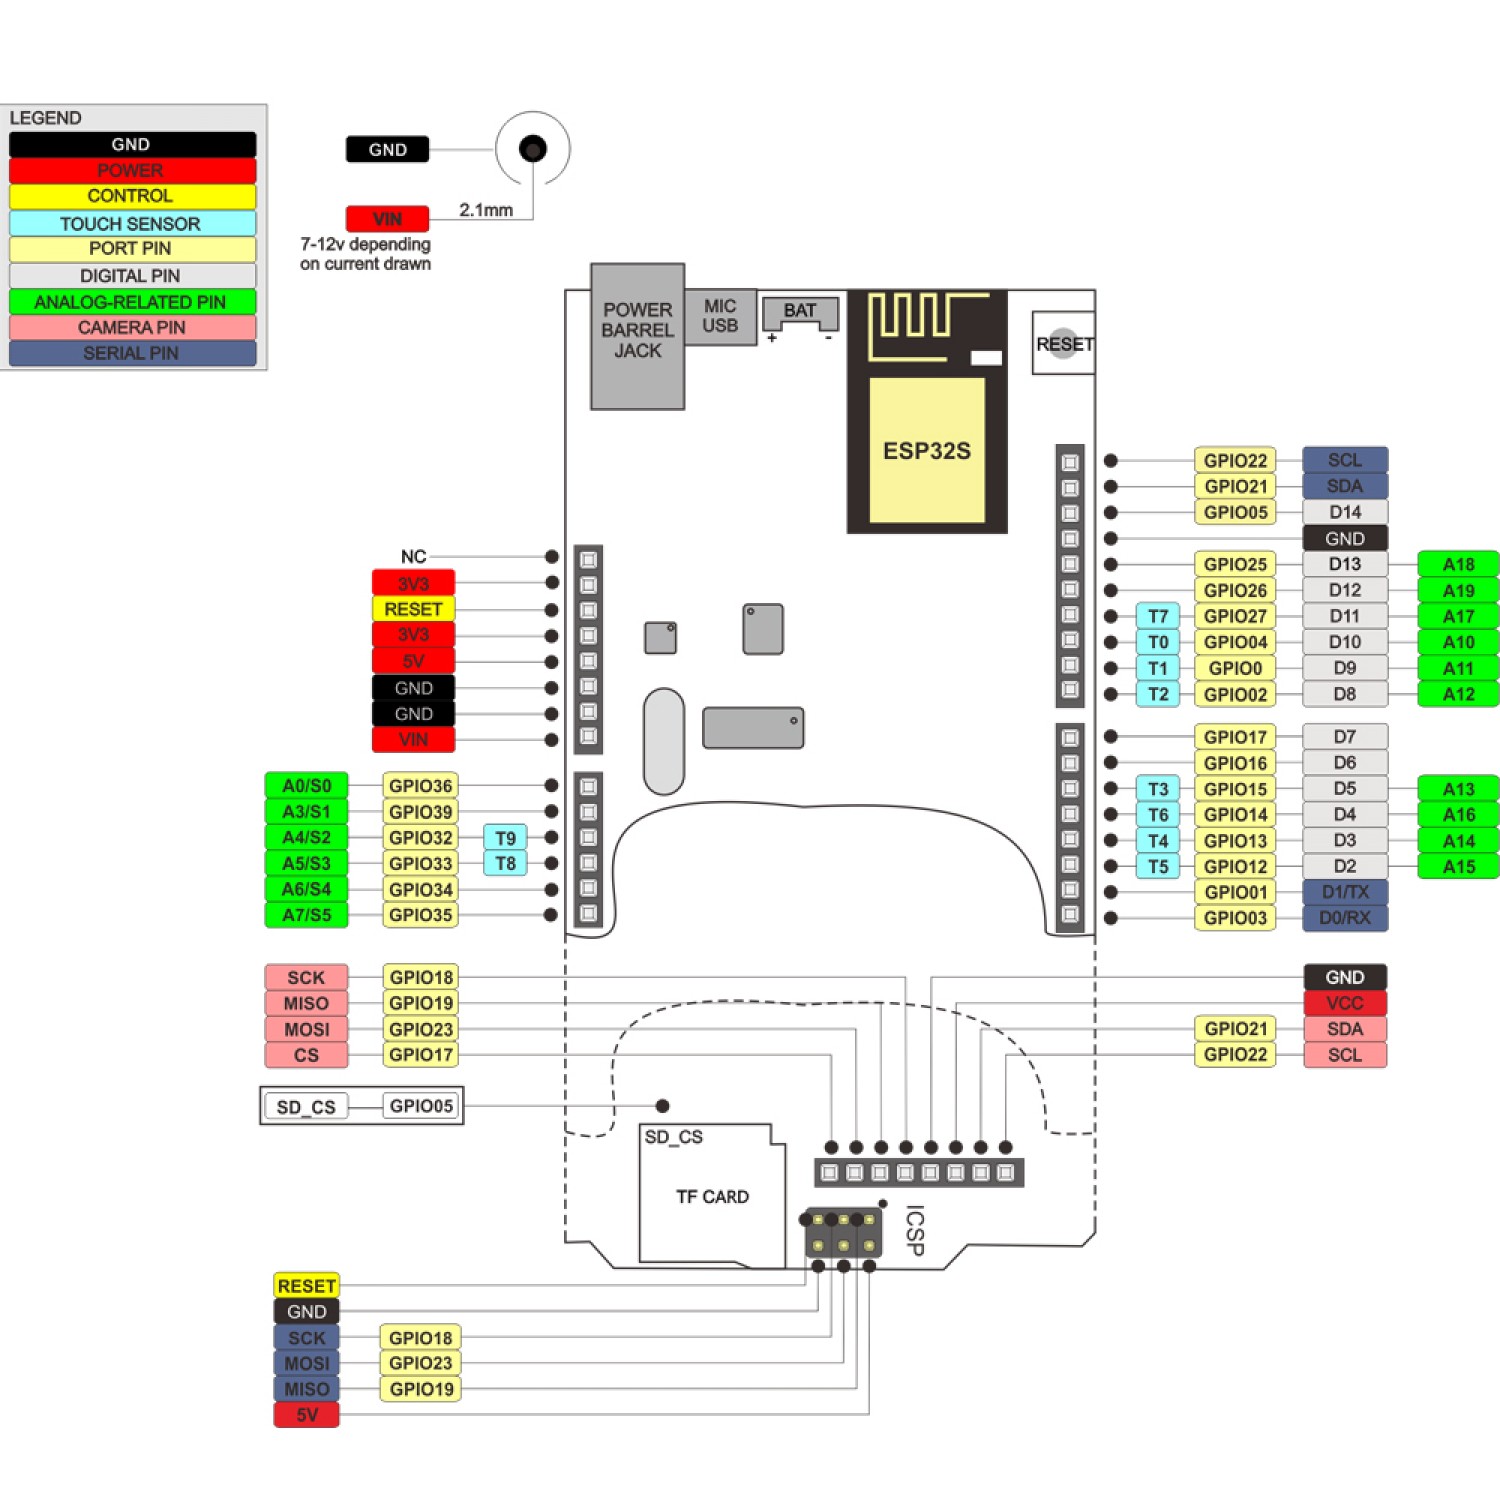 LEGEND
GND
POWER
CONTROL
TOUCH SENSOR
PORT PIN
DIGITAL PIN
ANALOG-RELATED PIN
CAMERA PIN
SERIAL PIN
GND
VIN 2.1mm
7-12v depending
on current drawn
POWER
BARREL
JACK
MIC
USB
BAT
+ -
ESP32S
RESET
NC
3V3
RESET
3V3
5V
GND
GND
VIN
A0/S0 GPIO36
A3/S1 GPIO39
A4/S2 GPIO32 T9
A5/S3 GPIO33 T8
A6/S4 GPIO34
A7/S5 GPIO35
GPIO22 SCL
GPIO21 SDA
GPIO05 D14
GND
GPIO25 D13 A18
GPIO26 D12 A19
T7 GPIO27 D11 A17
T0 GPIO04 D10 A10
T1 GPIO0 D9 A11
T2 GPIO02 D8 A12
GPIO17 D7
GPIO16 D6
T3 GPIO15 D5 A13
T6 GPIO14 D4 A16
T4 GPIO13 D3 A14
T5 GPIO12 D2 A15
GPIO01 D1/TX
GPIO03 D0/RX
SCK GPIO18
MISO GPIO19
MOSI GPIO23
CS GPIO17
GND
VCC
GPIO21 SDA
GPIO22 SCL
SD_CS GPIO05
SD_CS
TF CARD
ICSP
RESET
GND
SCK GPIO18
MOSI GPIO23
MISO GPIO19
5V